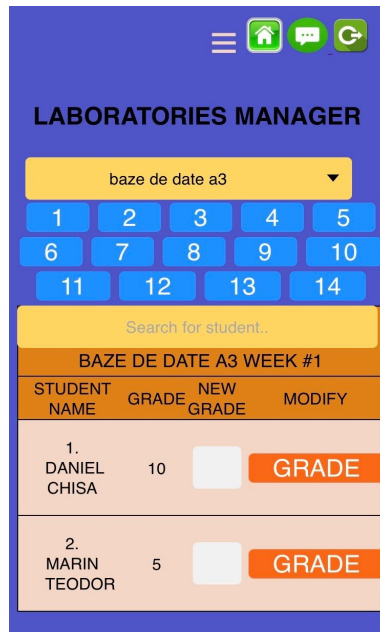 LABORATORIES MANAGER
baze de date a3
1 2 3 4 5
6 7 8 9 10
11 12 13 14
Search for student..
BAZE DE DATE A3 WEEK #1
STUDENT NAME GRADE NEW GRADE MODIFY
1.
DANIEL 10 GRADE
CHISA
2.
MARIN 5 GRADE
TEODOR